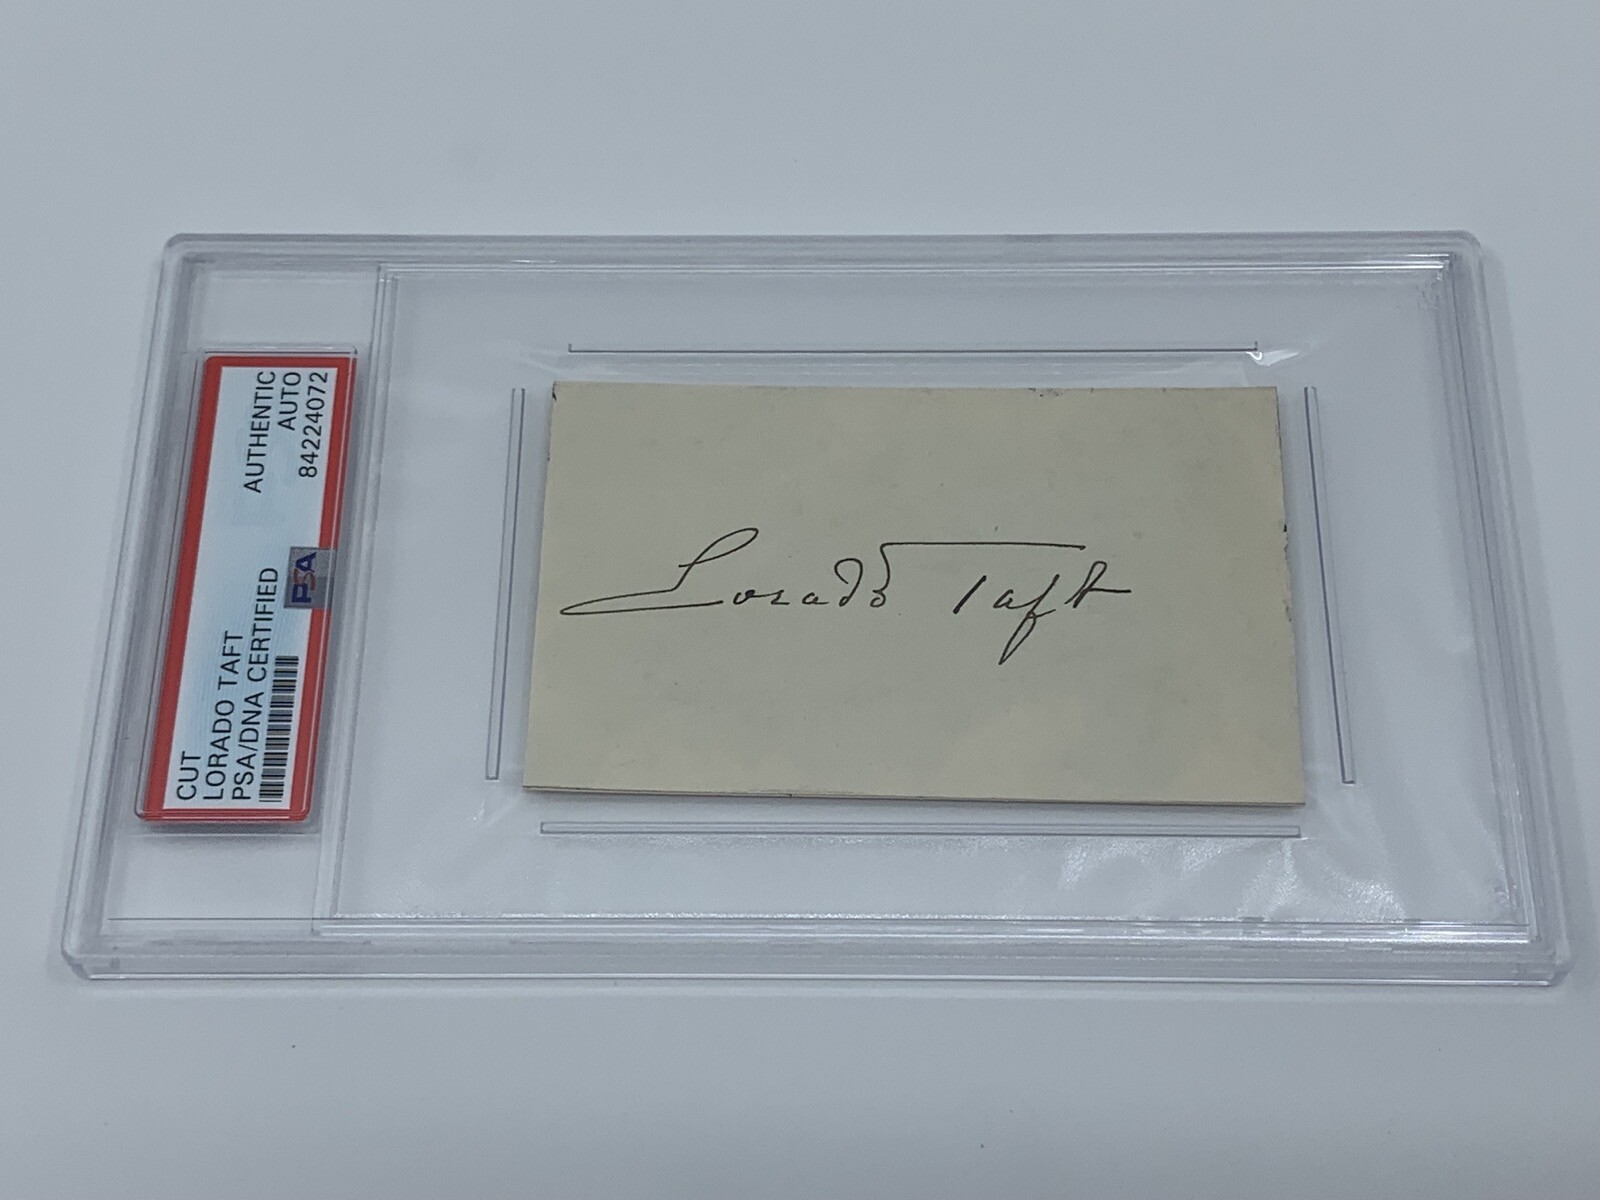 CUT
LORADO TAFT
PSA/DNA CERTIFIED
AUTHENTIC
AUTO
84224072
PSA
Lorado Taft